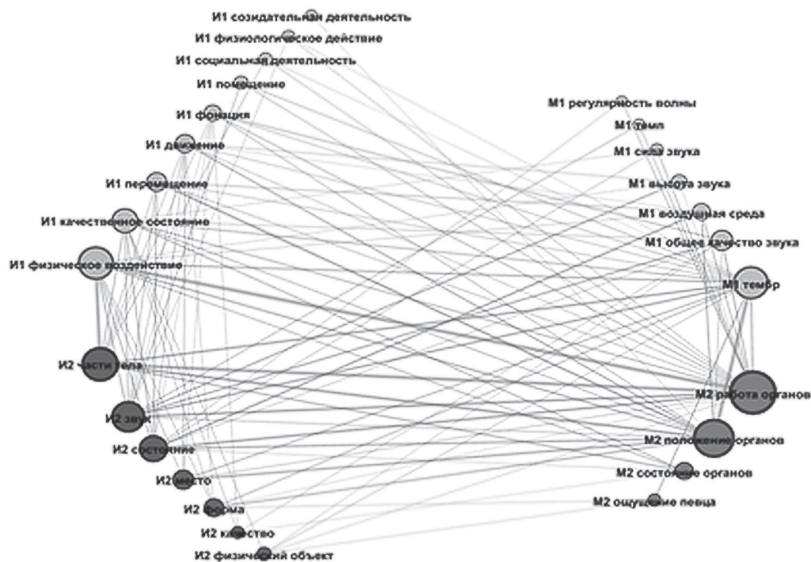 И1 созидательная деятельность
И1 физиологическое действие
И1 социальная деятельность
И1 помещение
И1 фонация
И1 движение
И1 перемещение
И1 качественное состояние
И1 физическое воздействие
И2 части тела
И2 звук
И2 состояние
И2 место
И2 форма
И2 качество
И2 физический объект
М1 регулярность волны
М1 темп
М1 сила звука
М1 высота звука
М1 воздушная среда
М1 общее качество звука
М1 тембр
М2 работа органов
М2 положение органов
М2 состояние органов
М2 ощущение певца